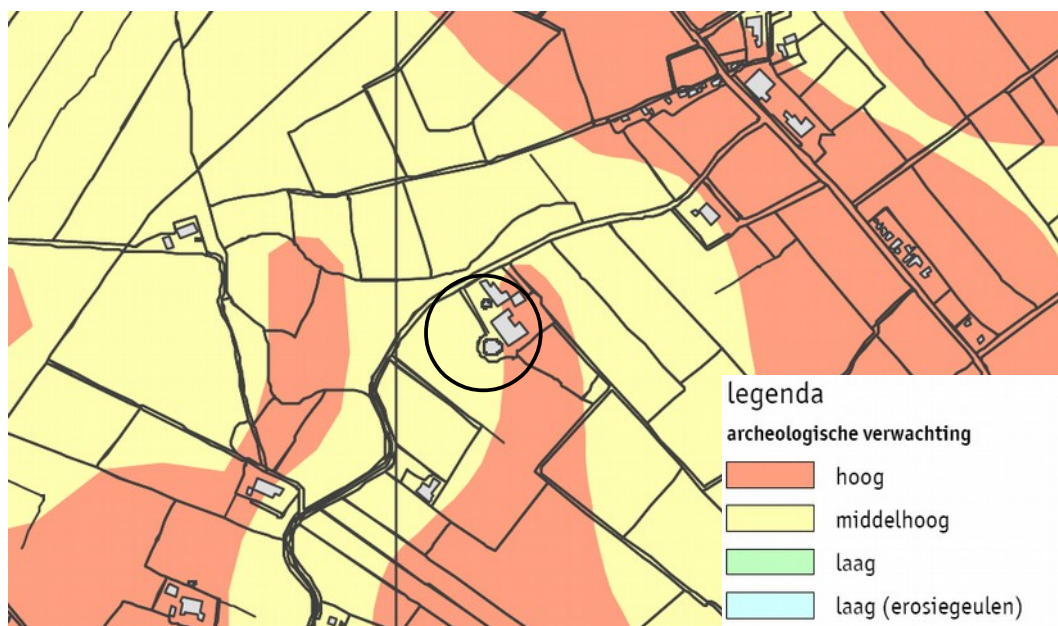 legenda
archeologische verwachting
hoog
middelhoog
laag
laag (erosiegeulen)